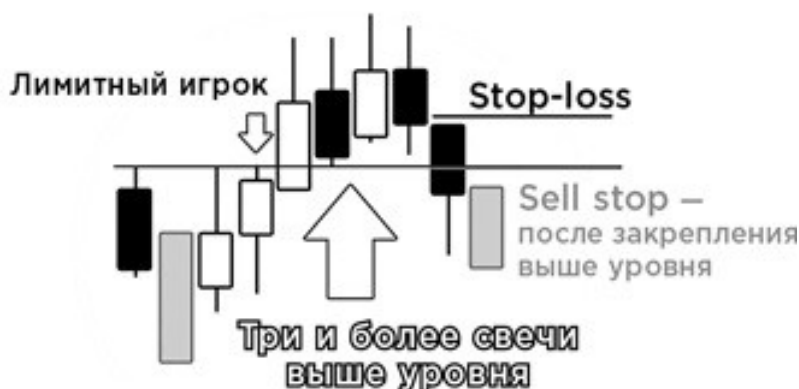 Лимитный игрок
Stop-loss
Sell stop —
после закрепления
выше уровня
Три и более свечи
выше уровня